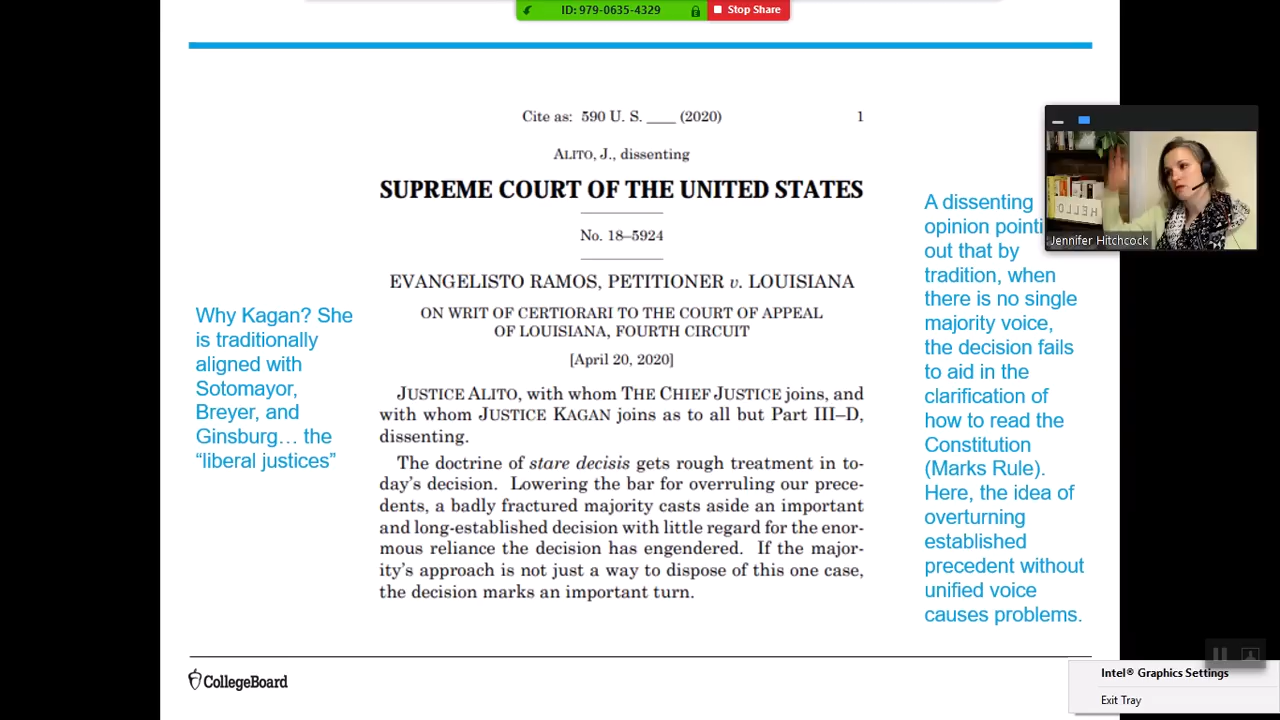 ID: 979-0635-4329
Stop Share
Cite as: 590 U. S. ____ (2020)
1
ALITO, J., dissenting
SUPREME COURT OF THE UNITED STATES
No. 18–5924
EVANGELISTO RAMOS, PETITIONER v. LOUISIANA
ON WRIT OF CERTIORARI TO THE COURT OF APPEAL
OF LOUISIANA, FOURTH CIRCUIT
[April 20, 2020]
JUSTICE ALITO, with whom THE CHIEF JUSTICE joins, and
with whom JUSTICE KAGAN joins as to all but Part III–D,
dissenting.
The doctrine of stare decisis gets rough treatment in to-
day's decision. Lowering the bar for overruling our prece-
dents, a badly fractured majority casts aside an important
and long-established decision with little regard for the enor-
mous reliance the decision has engendered. If the major-
ity's approach is not just a way to dispose of this one case,
the decision marks an important turn.
Why Kagan? She
is traditionally
aligned with
Sotomayor,
Breyer, and
Ginsburg… the
“liberal justices”
A dissenting
opinion pointi
out that by
tradition, when
there is no single
majority voice,
the decision fails
to aid in the
clarification of
how to read the
Constitution
(Marks Rule).
Here, the idea of
overturning
established
precedent without
unified voice
causes problems.
HELLO
Jennifer Hitchcock
CollegeBoard
Intel® Graphics Settings
Exit Tray